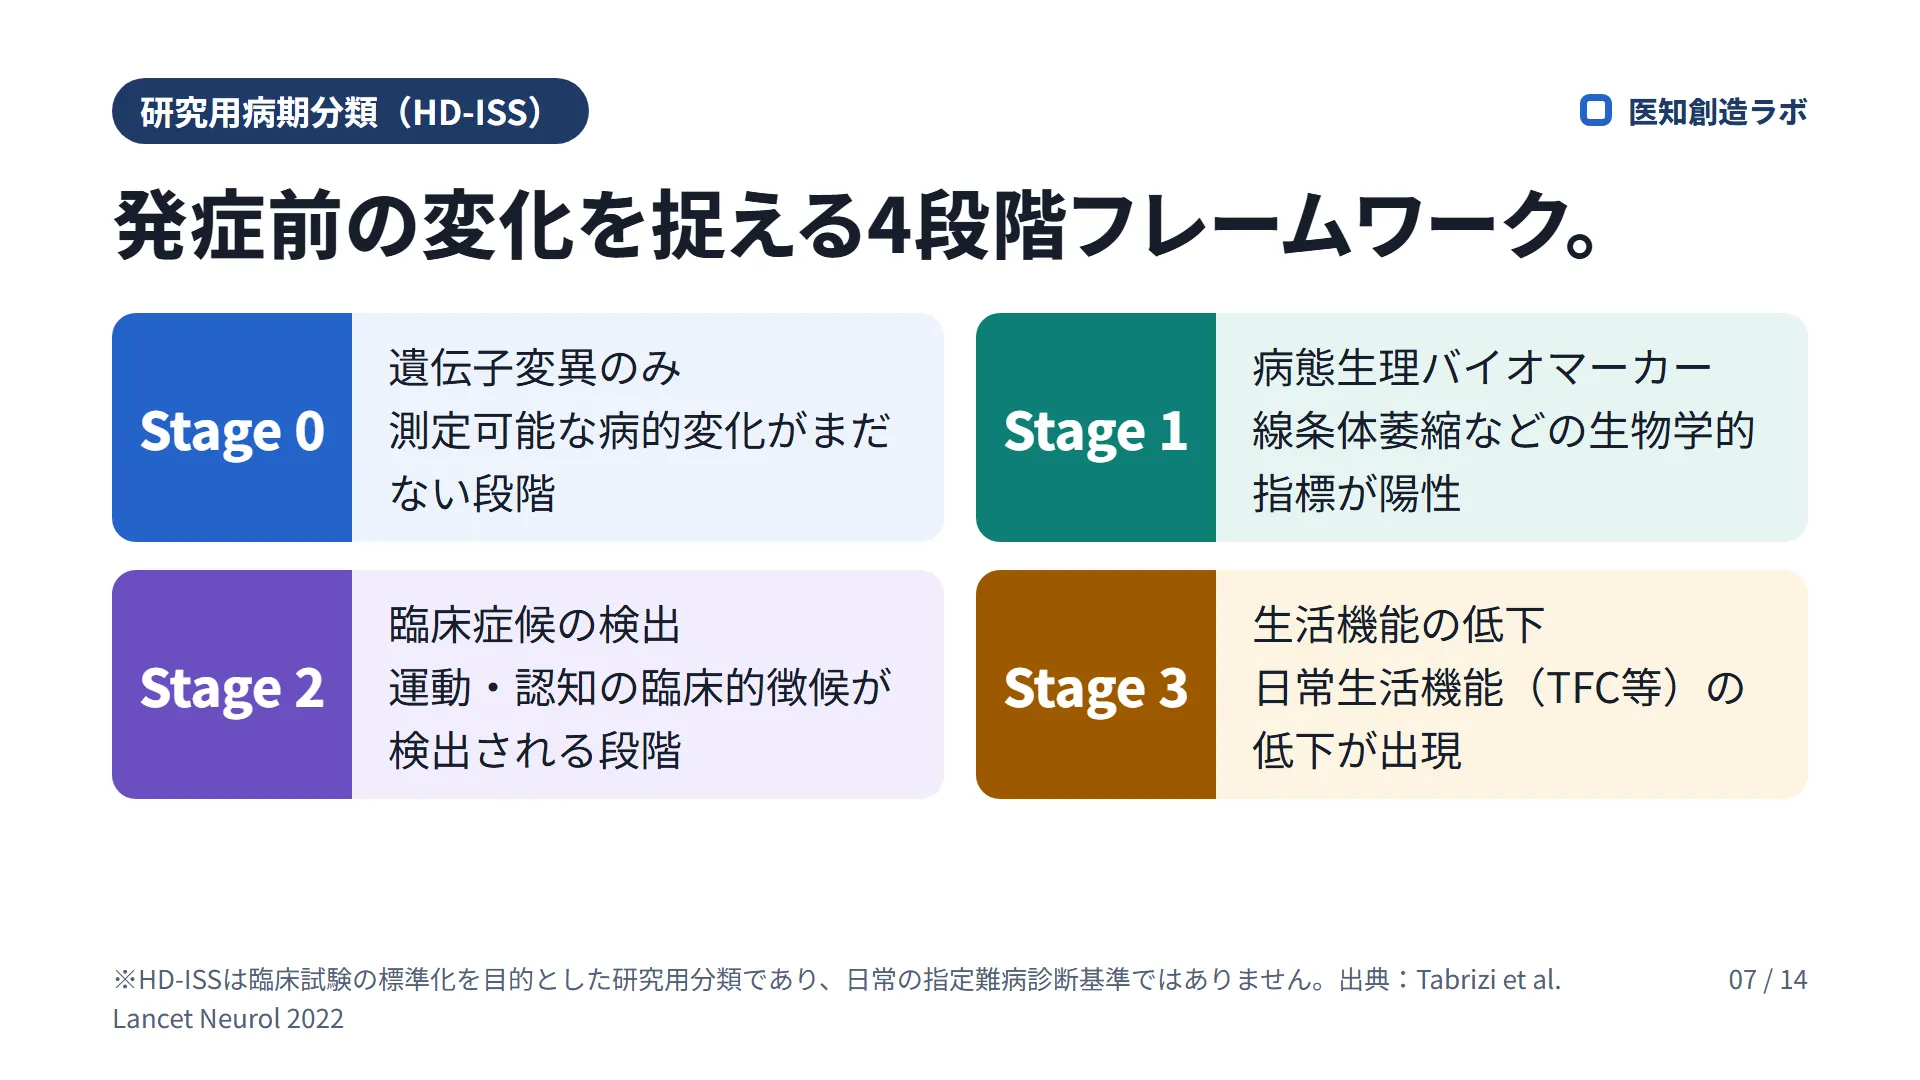 研究用病期分類（HD-ISS）
医知創造ラボ
発症前の変化を捉える4段階フレームワーク。
Stage 0
遺伝子変異のみ
測定可能な病的変化がまだ
ない段階
Stage 1
病態生理バイオマーカー
線条体萎縮などの生物学的
指標が陽性
Stage 2
臨床症候の検出
運動・認知の臨床的徴候が
検出される段階
Stage 3
生活機能の低下
日常生活機能（TFC等）の
低下が出現
※HD-ISSは臨床試験の標準化を目的とした研究用分類であり、日常の指定難病診断基準ではありません。出典：Tabrizi et al.
Lancet Neurol 2022
07 / 14